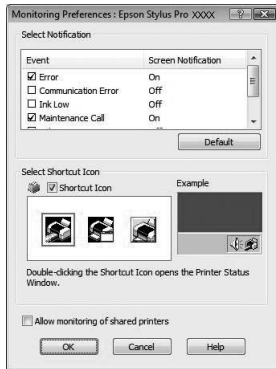 Monitoring Preferences : Epson Stylus Pro XXXX
Select Notification
Event Screen Notification
Error On
Communication Error Off
Ink Low Off
Maintenance Call On
Default
Select Shortcut Icon
Shortcut Icon
Example
Double-clicking the Shortcut Icon opens the Printer Status
Window.
Allow monitoring of shared printers
OK Cancel Help